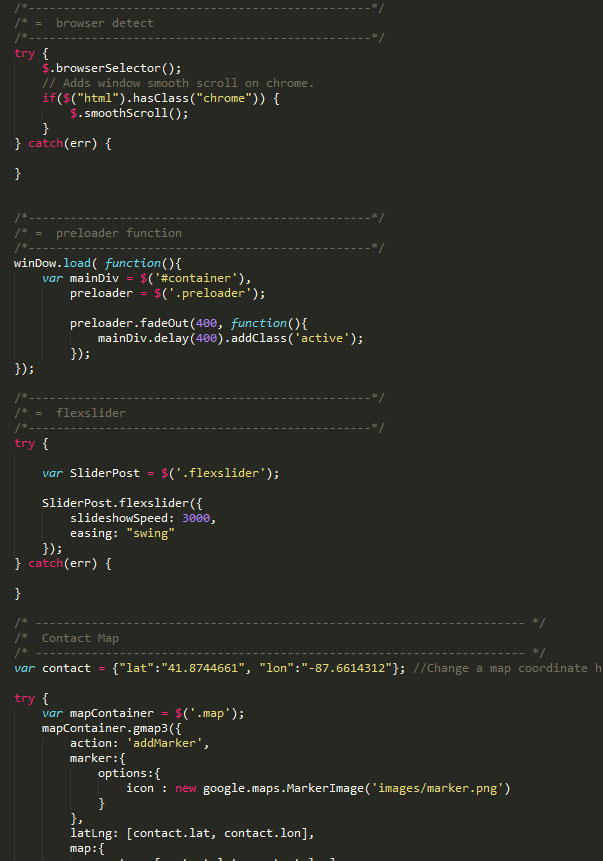 /*-------------------------------------------------*/
/* =  browser detect
/*-------------------------------------------------*/
try {
    $.browserSelector();
    // Adds window smooth scroll on chrome.
    if($("html").hasClass("chrome")) {
        $.smoothScroll();
    }
} catch(err) {

}


/*-------------------------------------------------*/
/* =  preloader function
/*-------------------------------------------------*/
winDow.load( function(){
    var mainDiv = $('#container'),
        preloader = $('.preloader');

        preloader.fadeOut(400, function(){
            mainDiv.delay(400).addClass('active');
        });
});

/*-------------------------------------------------*/
/* =  flexslider
/*-------------------------------------------------*/
try {

    var SliderPost = $('.flexslider');

    SliderPost.flexslider({
        slideshowSpeed: 3000,
        easing: "swing"
    });
} catch(err) {

}

/* ---------------------------------------------------------------------- */
/*  Contact Map
/* ---------------------------------------------------------------------- */
var contact = {"lat":"41.8744661", "lon":"-87.6614312"}; //Change a map coordinate h

try {
    var mapContainer = $('.map');
    mapContainer.gmap3({
        action: 'addMarker',
        marker:{
            options:{
                icon : new google.maps.MarkerImage('images/marker.png')
            }
        },
        latLng: [contact.lat, contact.lon],
        map:{